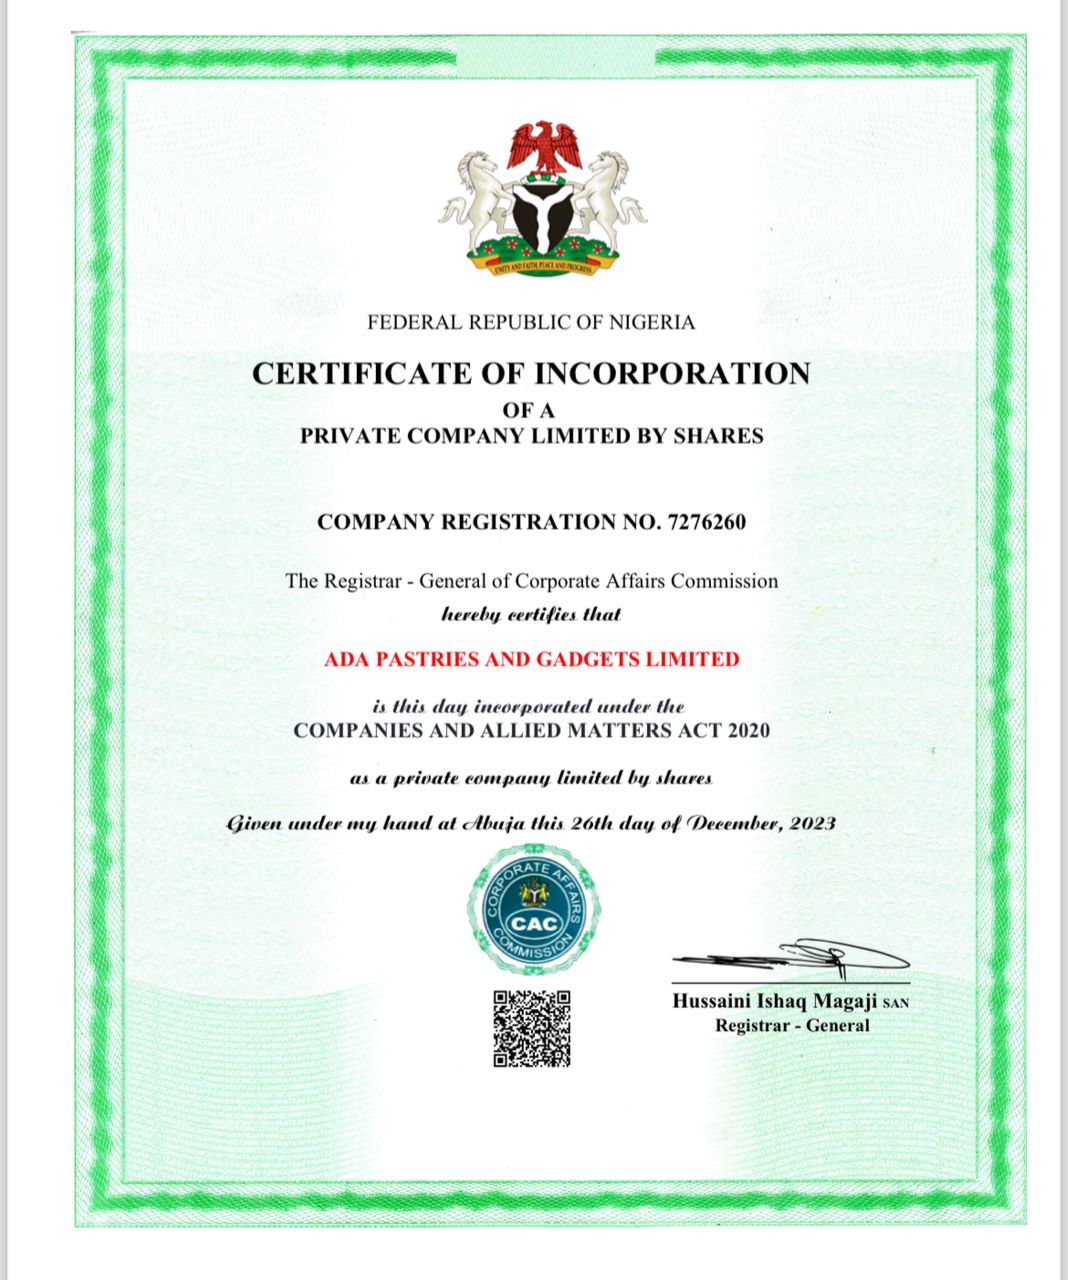 UNITY AND FAITH, PEACE AND PROGRESS
FEDERAL REPUBLIC OF NIGERIA
CERTIFICATE OF INCORPORATION
OF A
PRIVATE COMPANY LIMITED BY SHARES
COMPANY REGISTRATION NO. 7276260
The Registrar - General of Corporate Affairs Commission
hereby certifies that
ADA PASTRIES AND GADGETS LIMITED
is this day incorporated under the
COMPANIES AND ALLIED MATTERS ACT 2020
as a private company limited by shares
Given under my hand at Abuja this 26th day of December, 2023
CORPORATE AFFAIRS
CAC
COMMISSION
Hussaini Ishaq Magaji SAN
Registrar - General